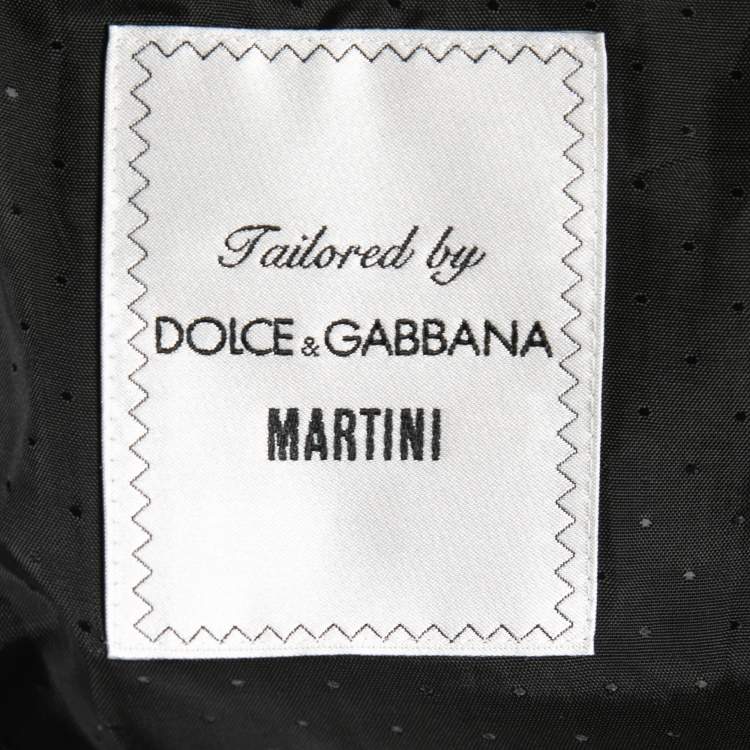 Tailored by
DOLCE & GABBANA
MARTINI